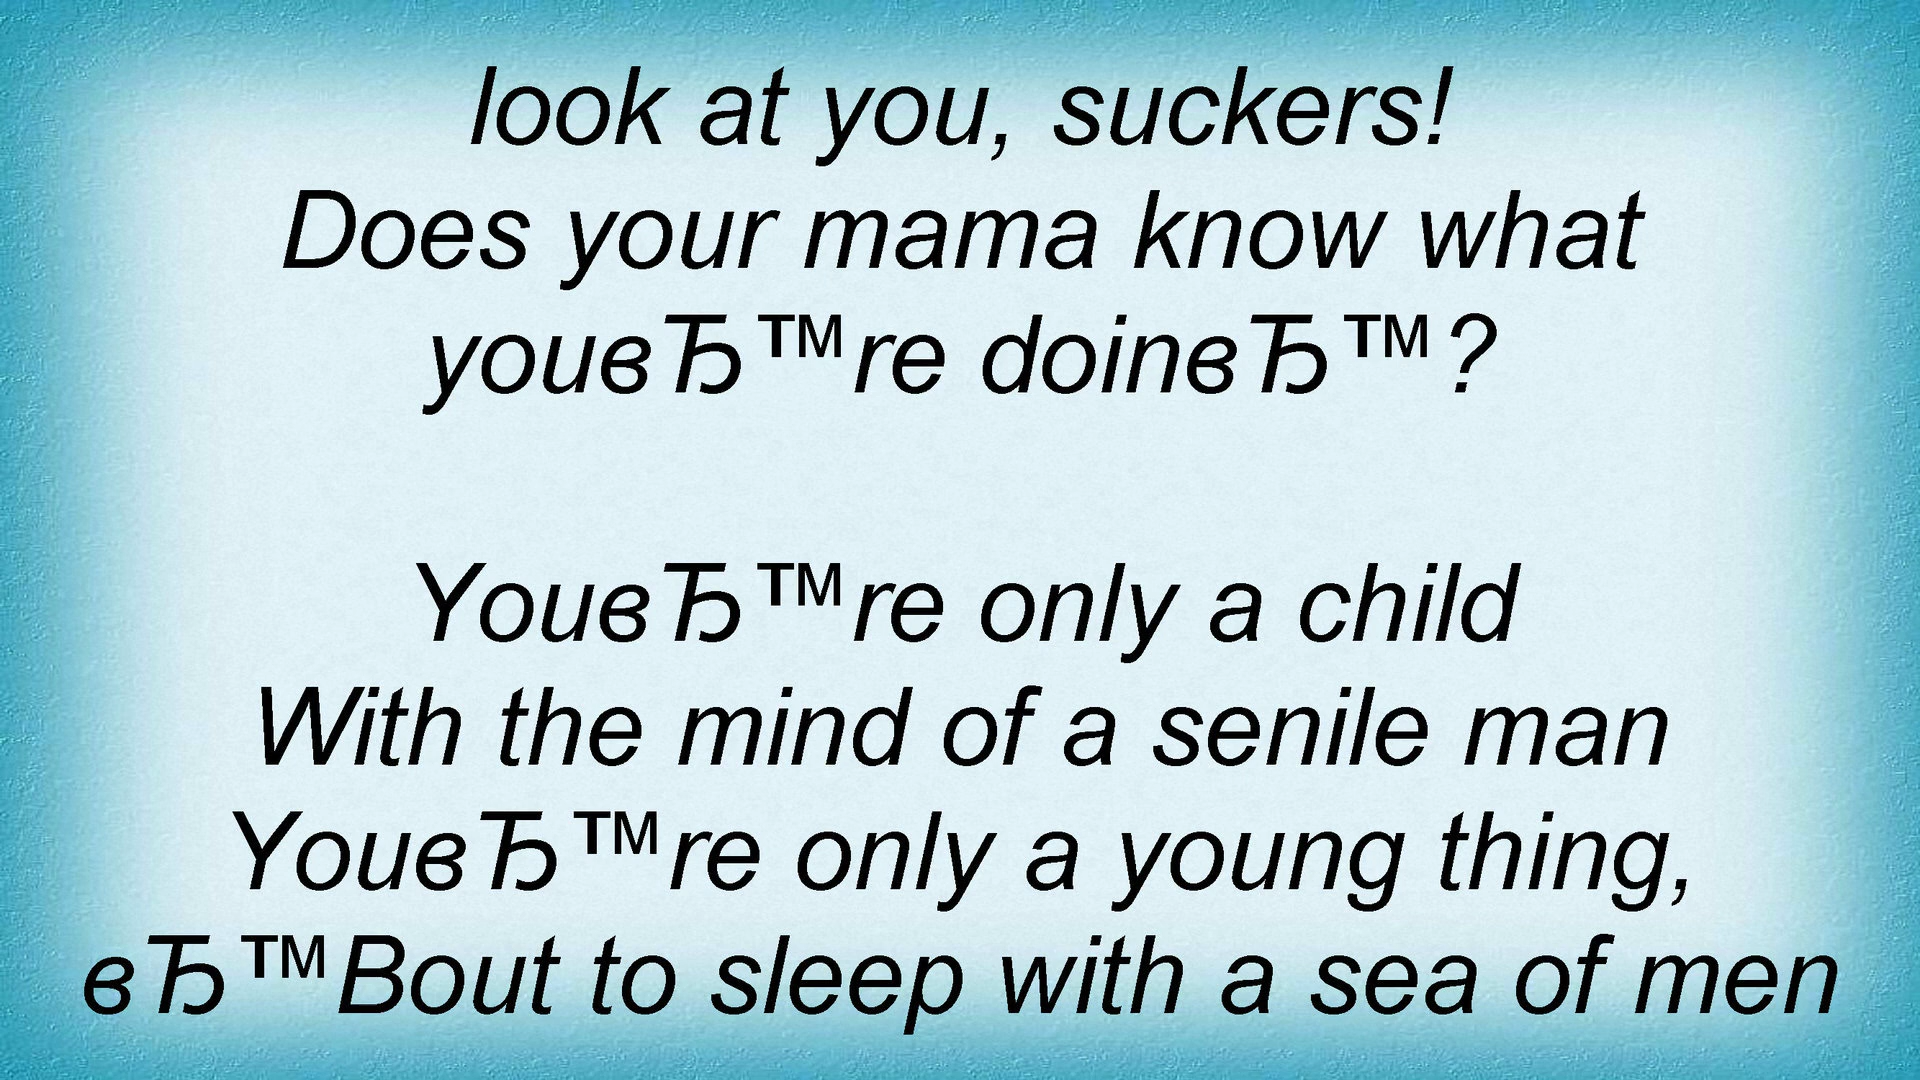 look at you, suckers!
Does your mama know what
youвЂ™re doinвЂ™?
YouвЂ™re only a child
With the mind of a senile man
YouвЂ™re only a young thing,
вЂ™Bout to sleep with a sea of men